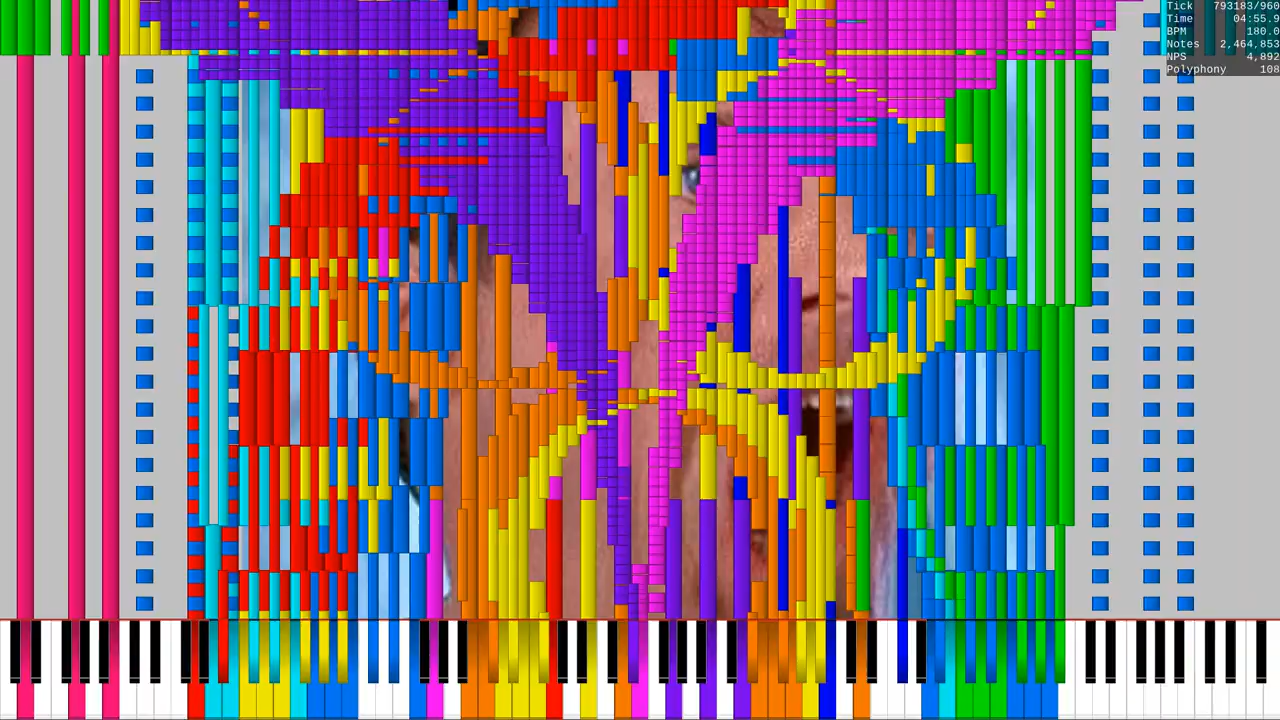 Tick 793183/960
Time 04:55.9
BPM 180.0
Notes 2,464,853
NPS 4,892
Polyphony 108